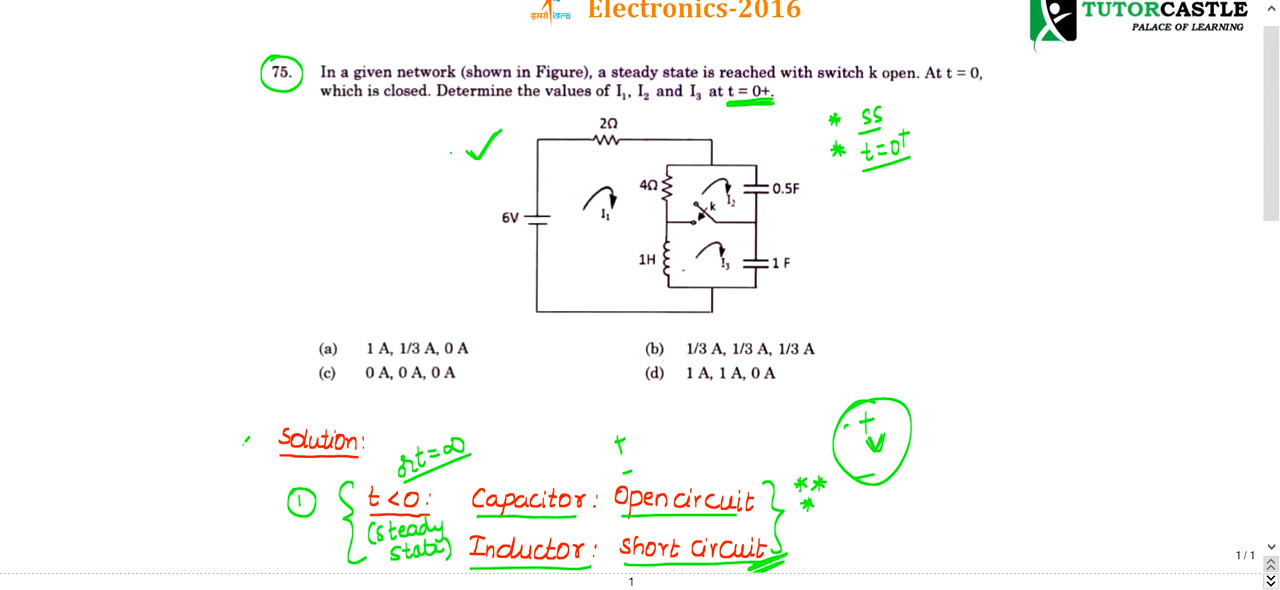 इसरो isro Electronics-2016
TUTORCASTLE
PALACE OF LEARNING
75. In a given network (shown in Figure), a steady state is reached with switch k open. At t = 0,
which is closed. Determine the values of I₁, I₂ and I₃ at t = 0+.
* SS
* t=0⁺
2Ω
4Ω
0.5F
k
I₂
I₁
6V
1H
I₃
1 F
(a) 1 A, 1/3 A, 0 A
(b) 1/3 A, 1/3 A, 1/3 A
(c) 0 A, 0 A, 0 A
(d) 1 A, 1 A, 0 A
Solution:
t=∞
+
-
+
-
① { t<0: Capacitor: Open circuit } ***
(steady state) Inductor: short circuit
1 / 1
1